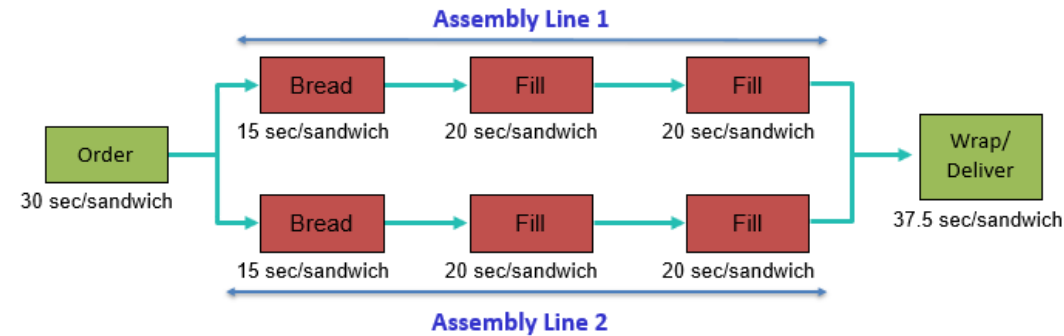 Assembly Line 1
Bread
Fill
Fill
15 sec/sandwich
20 sec/sandwich
20 sec/sandwich
Order
30 sec/sandwich
Wrap/
Deliver
37.5 sec/sandwich
Bread
Fill
Fill
15 sec/sandwich
20 sec/sandwich
20 sec/sandwich
Assembly Line 2